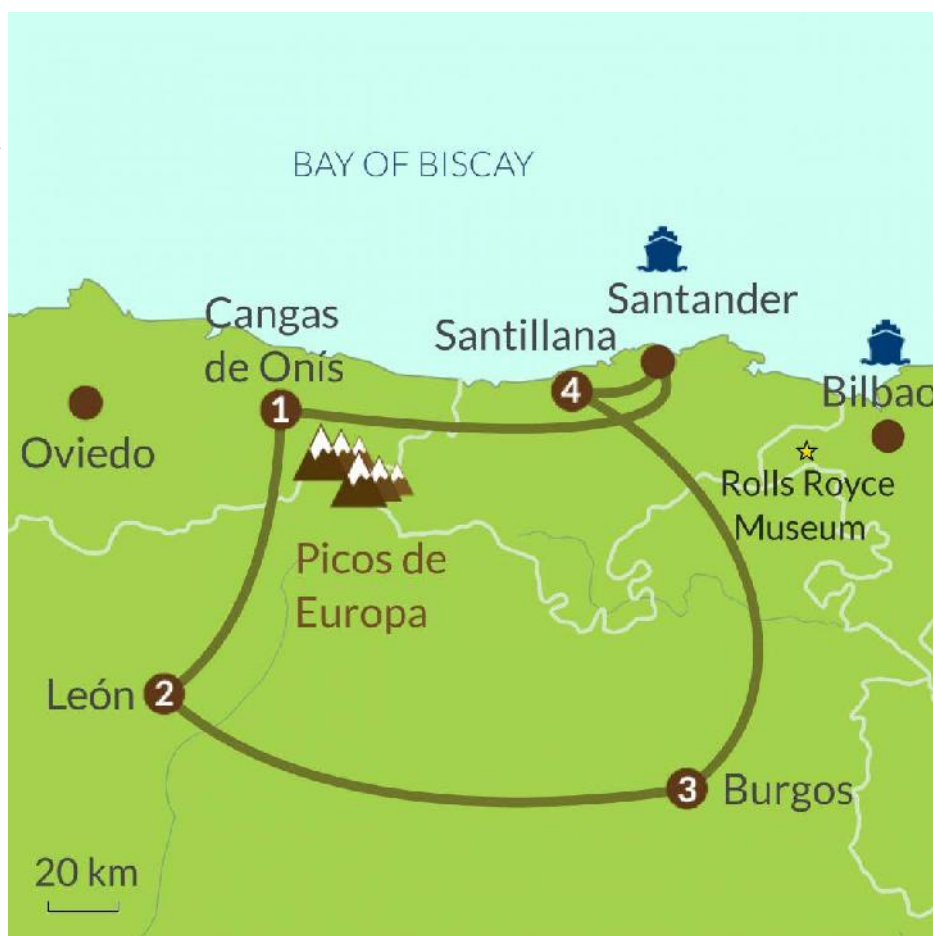 BAY OF BISCAY
Santander
Cangas
de Onís
Santillana
4
Bilbao
1
Oviedo
Rolls Royce
Museum
Picos de
Europa
León
2
3
Burgos
20 km